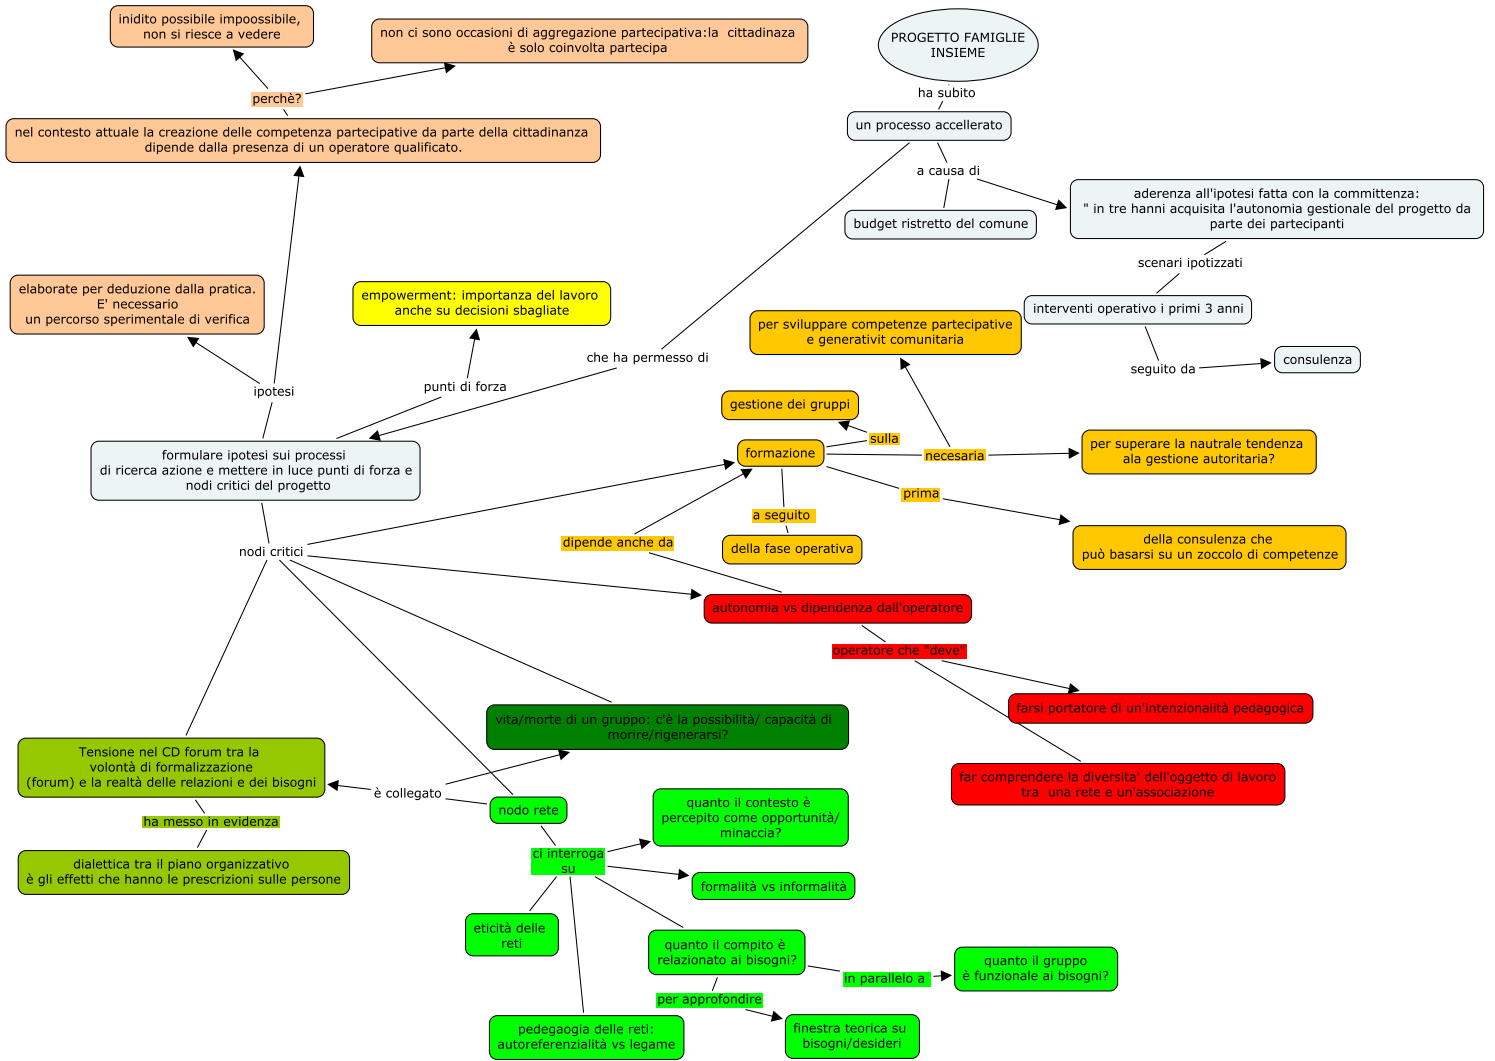 inidito possibile impoossibile,
non si riesce a vedere
non ci sono occasioni di aggregazione partecipativa:la  cittadinaza
è solo coinvolta partecipa
PROGETTO FAMIGLIE
INSIEME
perchè?
ha subito
nel contesto attuale la creazione delle competenza partecipative da parte della cittadinanza
dipende dalla presenza di un operatore qualificato.
un processo accellerato
a causa di
aderenza all'ipotesi fatta con la committenza:
" in tre hanni acquisita l'autonomia gestionale del progetto da
parte dei partecipanti
budget ristretto del comune
scenari ipotizzati
elaborate per deduzione dalla pratica.
E' necessario
un percorso sperimentale di verifica
empowerment: importanza del lavoro
anche su decisioni sbagliate
interventi operativo i primi 3 anni
per sviluppare competenze partecipative
e generativit comunitaria
che ha permesso di
seguito da
consulenza
ipotesi
punti di forza
gestione dei gruppi
sulla
formulare ipotesi sui processi
di ricerca azione e mettere in luce punti di forza e
nodi critici del progetto
formazione
necesaria
per superare la nautrale tendenza
ala gestione autoritaria?
prima
a seguito
dipende anche da
della fase operativa
della consulenza che
può basarsi su un zoccolo di competenze
nodi critici
autonomia vs dipendenza dall'operatore
operatore che "deve"
farsi portatore di un'intenzionalità pedagogica
vita/morte di un gruppo: c'è la possibilità/ capacità di
morire/rigenerarsi?
Tensione nel CD forum tra la
volontà di formalizzazione
(forum) e la realtà delle relazioni e dei bisogni
far comprendere la diversita' dell'oggetto di lavoro
tra  una rete e un'associazione
è collegato
nodo rete
quanto il contesto è
percepito come opportunità/
minaccia?
ha messo in evidenza
ci interroga
su
dialettica tra il piano organizzativo
è gli effetti che hanno le prescrizioni sulle persone
formalità vs informalità
eticità delle
reti
quanto il compito è
relazionato ai bisogni?
in parallelo a
quanto il gruppo
è funzionale ai bisogni?
per approfondire
pedegaogia delle reti:
autoreferenzialità vs legame
finestra teorica su
bisogni/desideri